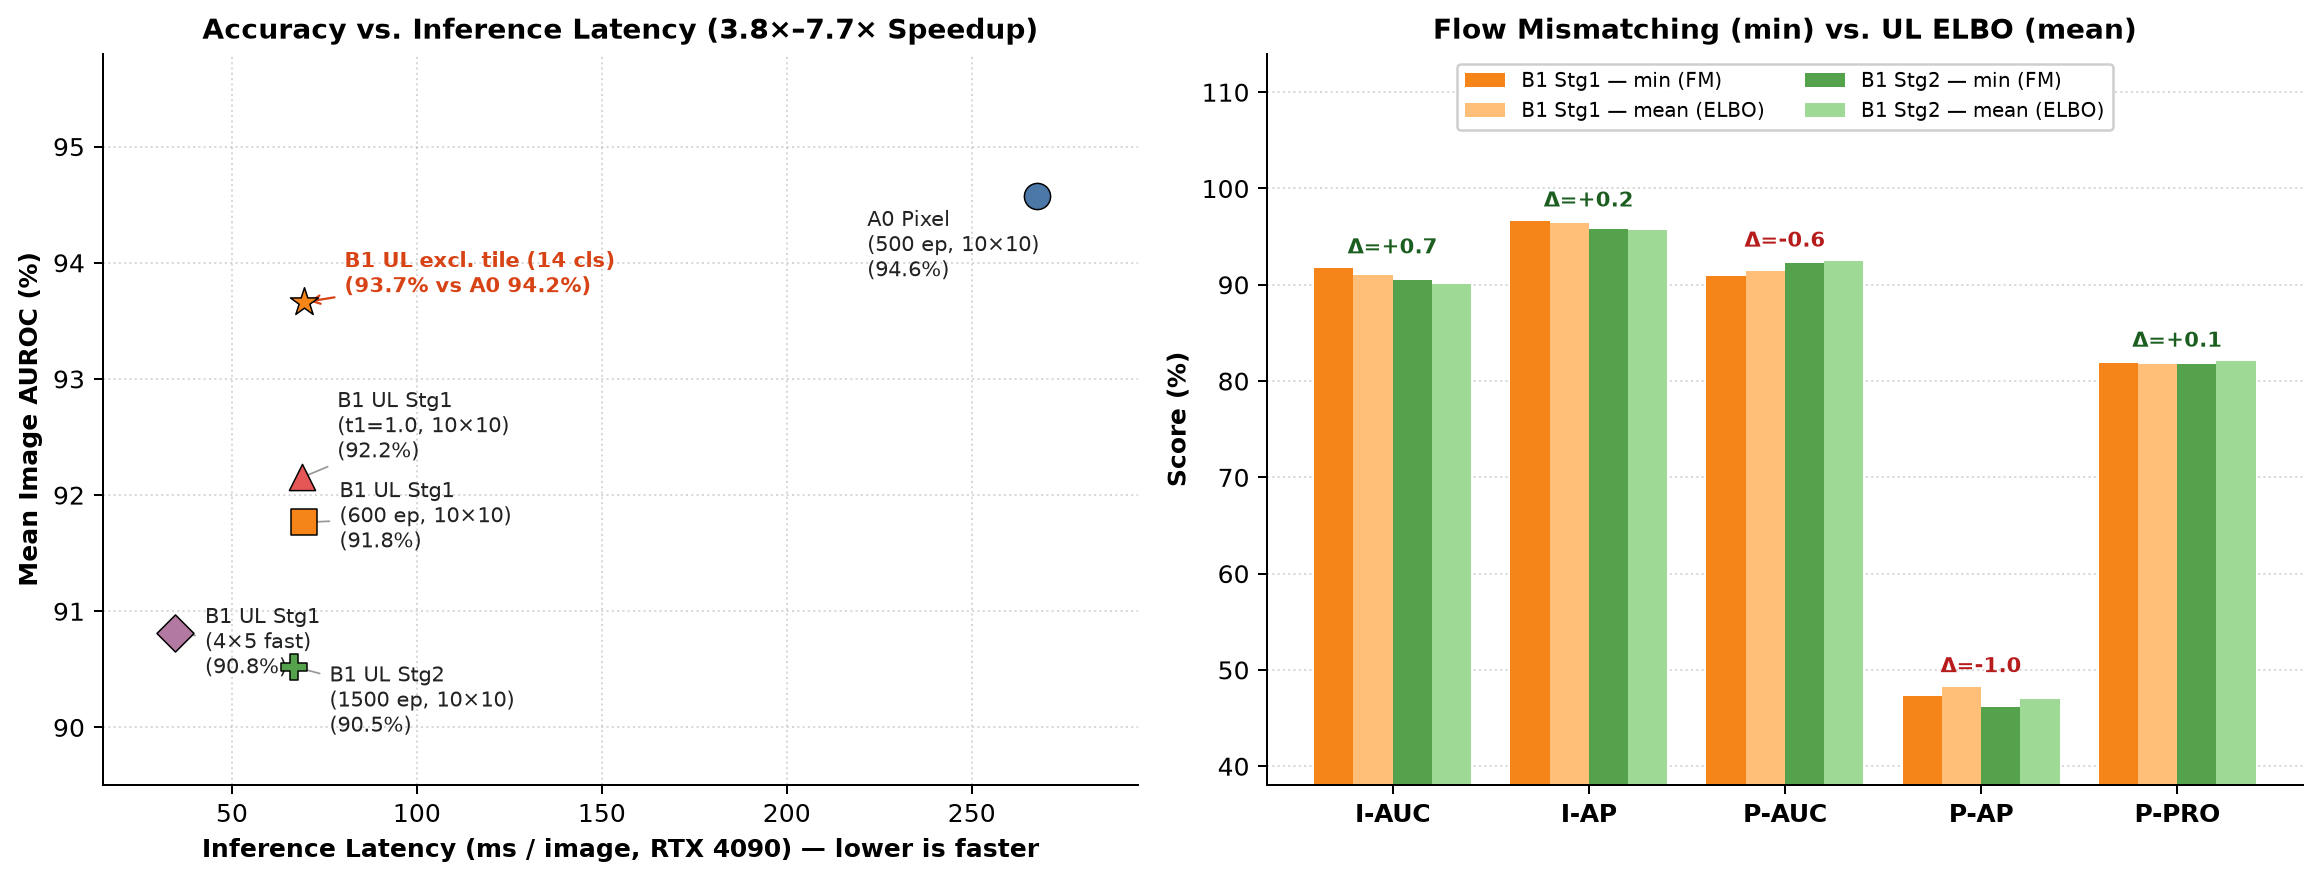 Accuracy vs. Inference Latency (3.8×–7.7× Speedup)
Mean Image AUROC (%)
95
94
93
92
91
90
A0 Pixel
(500 ep, 10×10)
(94.6%)
B1 UL excl. tile (14 cls)
(93.7% vs A0 94.2%)
B1 UL Stg1
(t1=1.0, 10×10)
(92.2%)
B1 UL Stg1
(600 ep, 10×10)
(91.8%)
B1 UL Stg1
(4×5 fast)
(90.8%)
B1 UL Stg2
(1500 ep, 10×10)
(90.5%)
50
100
150
200
250
Inference Latency (ms / image, RTX 4090) — lower is faster
Flow Mismatching (min) vs. UL ELBO (mean)
B1 Stg1 — min (FM)
B1 Stg1 — mean (ELBO)
B1 Stg2 — min (FM)
B1 Stg2 — mean (ELBO)
Score (%)
110
100
90
80
70
60
50
40
Δ=+0.7
Δ=+0.2
Δ=-0.6
Δ=-1.0
Δ=+0.1
I-AUC
I-AP
P-AUC
P-AP
P-PRO